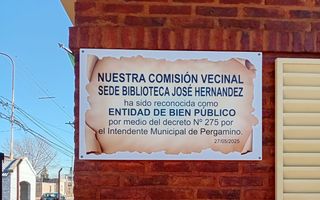 NUESTRA COMISIÓN VECINAL
SEDE BIBLIOTECA JOSÉ HERNANDEZ
ha sido reconocida como
ENTIDAD DE BIEN PÚBLICO
por medio del decreto Nº 275 por
el Intendente Municipal de Pergamino.
27/05/2025